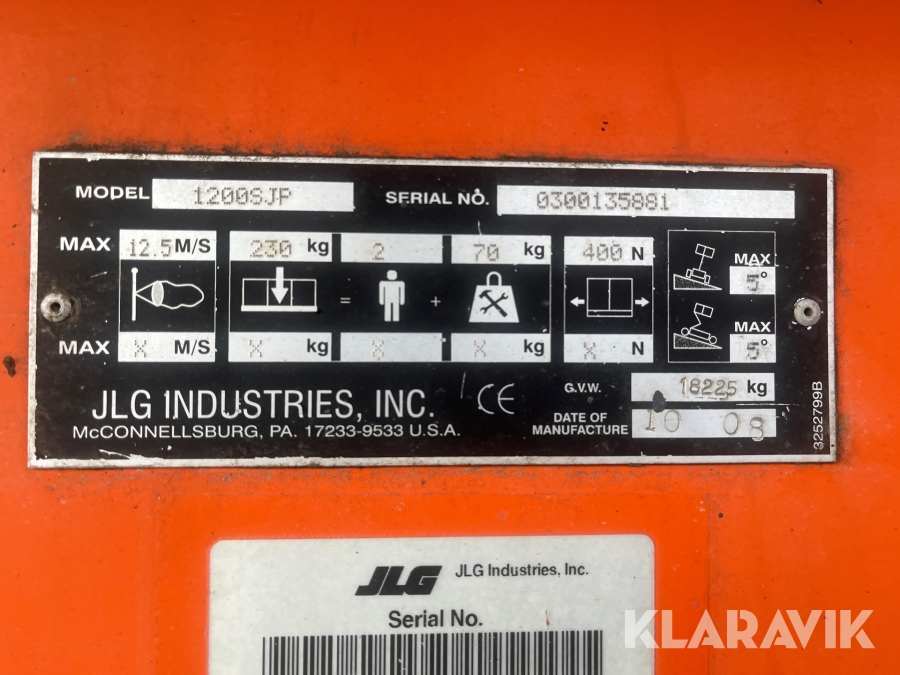 MODEL 1200SJP SERIAL NO. 0300135881
MAX 12.5 M/S 230 kg 2 70 kg 400 N
MAX 5°
= +
MAX 5°
MAX X M/S X kg X X kg X N
JLG INDUSTRIES, INC. CE
McCONNELLSBURG, PA. 17233-9533 U.S.A.
G.V.W. 18225 kg
DATE OF MANUFACTURE 10 08
3252799B
JLG JLG Industries, Inc.
Serial No.
KLARAVIK